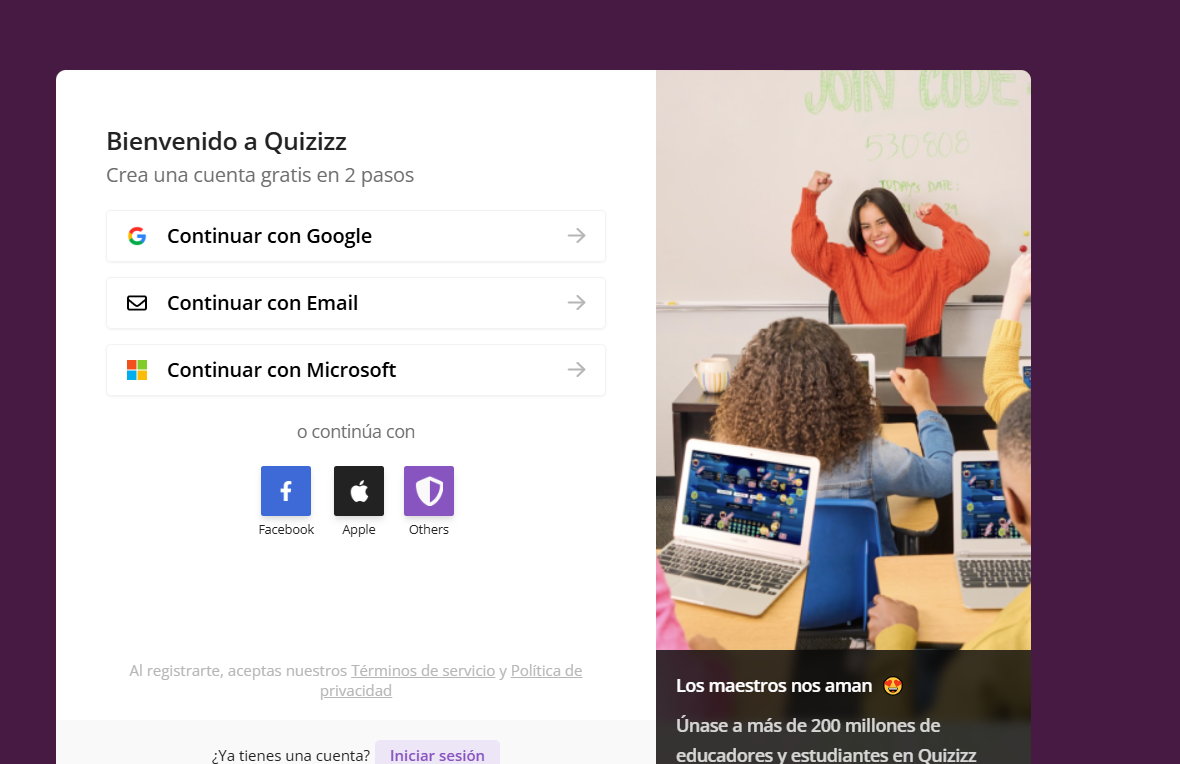 Bienvenido a Quizizz
Crea una cuenta gratis en 2 pasos
Continuar con Google
Continuar con Email
Continuar con Microsoft
o continúa con
Facebook
Apple
Others
Al registrarte, aceptas nuestros Términos de servicio y Política de
privacidad
¿Ya tienes una cuenta? Iniciar sesión
JOIN CODE:
530808
TODAY'S DATE:
Los maestros nos aman
Únase a más de 200 millones de
educadores y estudiantes en Quizizz